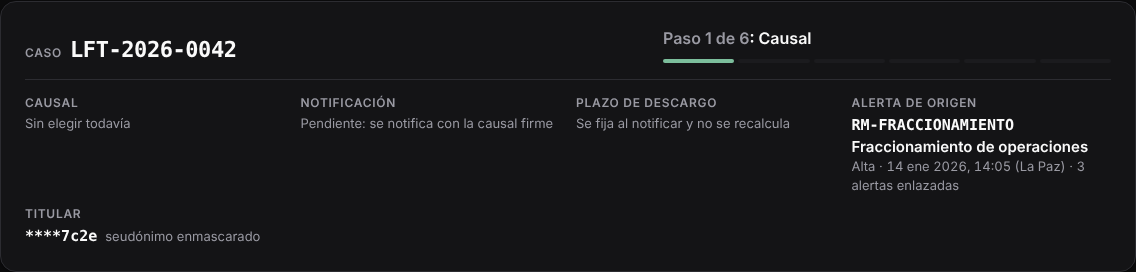 CASO LFT-2026-0042
Paso 1 de 6: Causal
CAUSAL
Sin elegir todavía
NOTIFICACIÓN
Pendiente: se notifica con la causal firme
PLAZO DE DESCARGO
Se fija al notificar y no se recalcula
ALERTA DE ORIGEN
RM-FRACCIONAMIENTO
Fraccionamiento de operaciones
Alta · 14 ene 2026, 14:05 (La Paz) · 3
alertas enlazadas
TITULAR
****7c2e seudónimo enmascarado